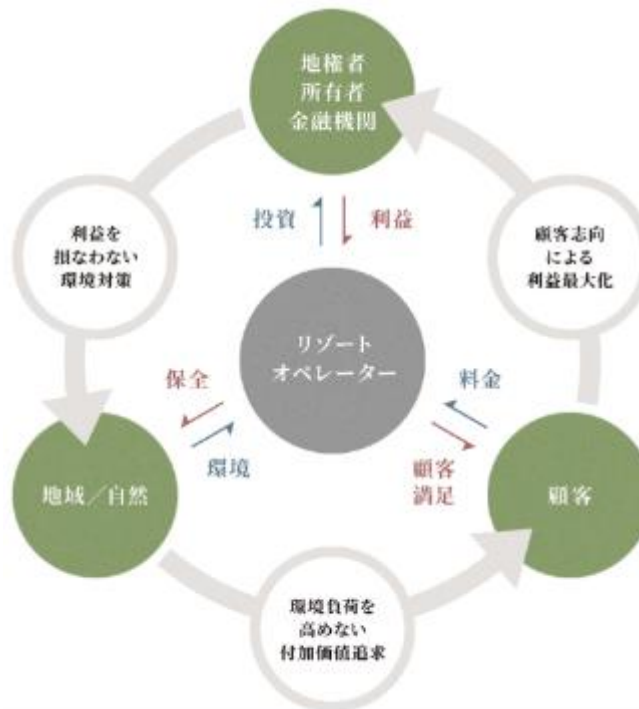 地権者
所有者
金融機関
投資
利益
利益を
損なわない
環境対策
顧客志向
による
利益最大化
リゾート
オペレーター
保全
環境
料金
顧客
満足
地域／自然
顧客
環境負荷を
高めない
付加価値追求